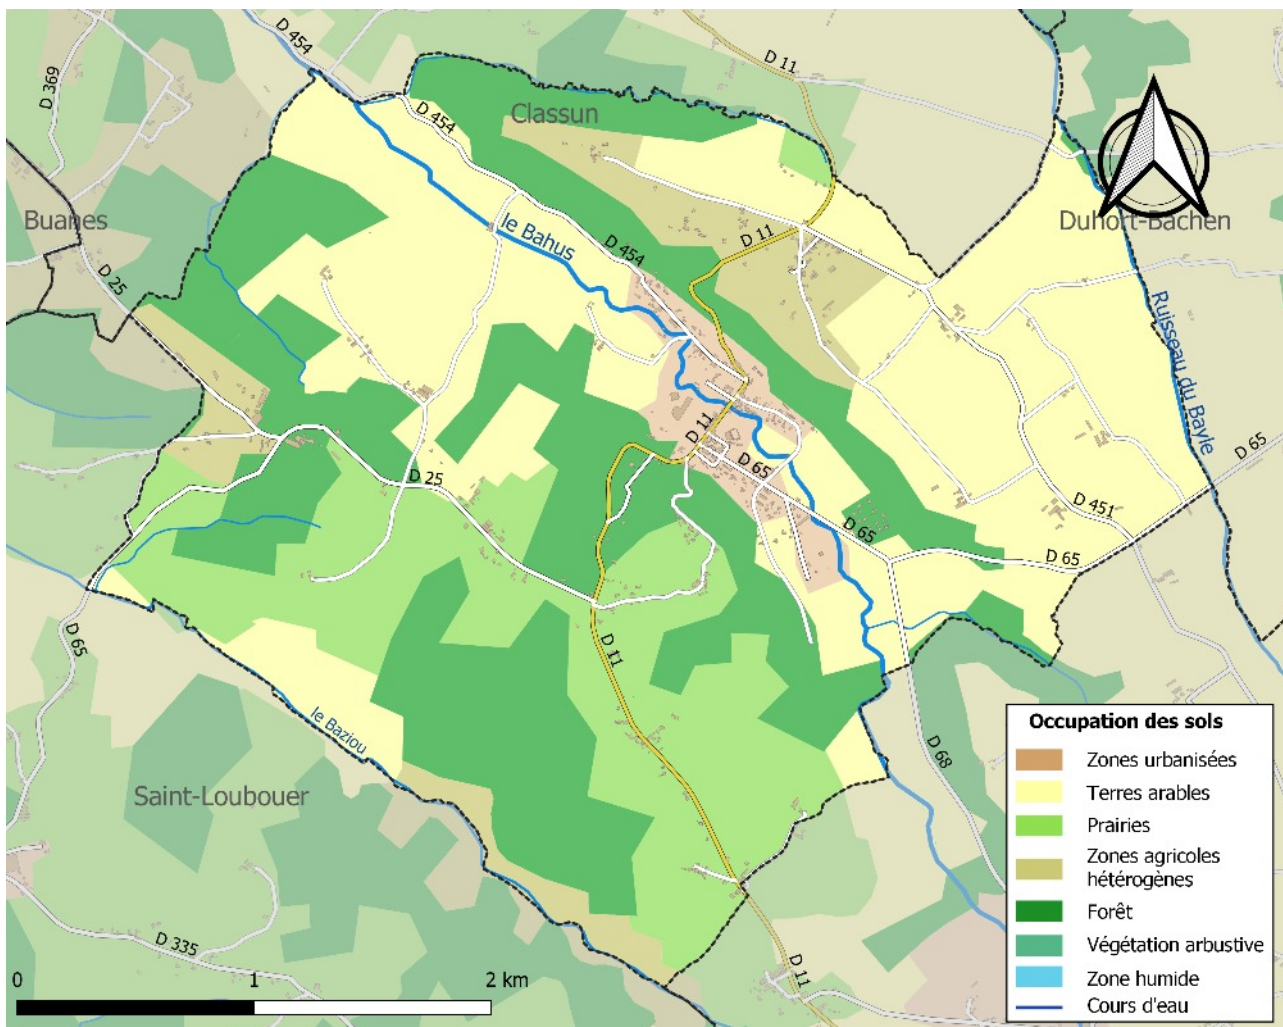 D 454
D 11
D 369
Classun
D 454
Buanes
le Bahus
D 454
D 11
Duhort-Bachen
D 25
Ruisseau du Bayle
D 11
D 65
D 25
D 65
D 451
D 65
D 65
D 65
D 11
le Baziou
D 68
Saint-Loubouer
D 335
D 11
0 1 2 km
Occupation des sols
Zones urbanisées
Terres arables
Prairies
Zones agricoles
hétérogènes
Forêt
Végétation arbustive
Zone humide
Cours d'eau